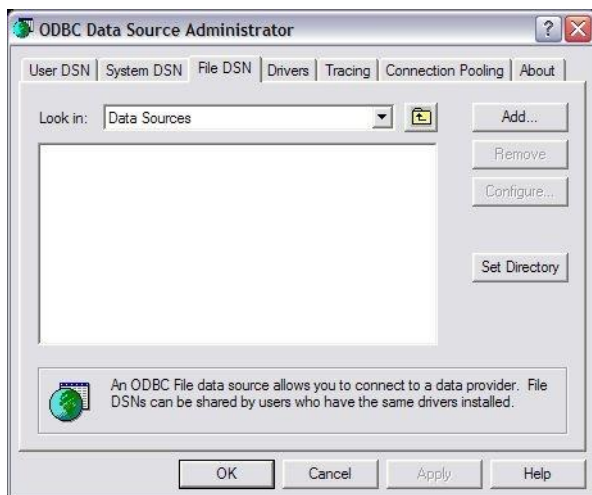 ODBC Data Source Administrator
User DSN System DSN File DSN Drivers Tracing Connection Pooling About
Look in: Data Sources Add...
Remove
Configure...
Set Directory
An ODBC File data source allows you to connect to a data provider. File
DSNs can be shared by users who have the same drivers installed.
OK Cancel Apply Help